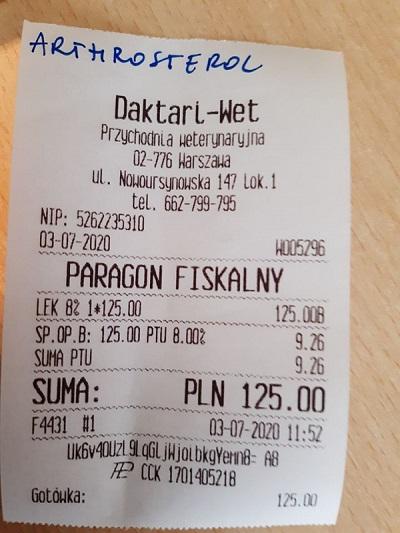 ARTHROSTEROL
Daktari-Wet
Przychodnia weterynaryjna
02-776 Warszawa
ul. Nowoursynowska 147 Lok.1
tel. 662-799-795
NIP: 5262235310
03-07-2020 W005296
PARAGON FISKALNY
LEK 8% 1*125.00 125.00B
SP.OP.B: 125.00 PTU 8.00% 9.26
SUMA PTU 9.26
SUMA: PLN 125.00
F4431 #1 03-07-2020 11:52
A8
CCK 1701405218
Gotówka: 125.00